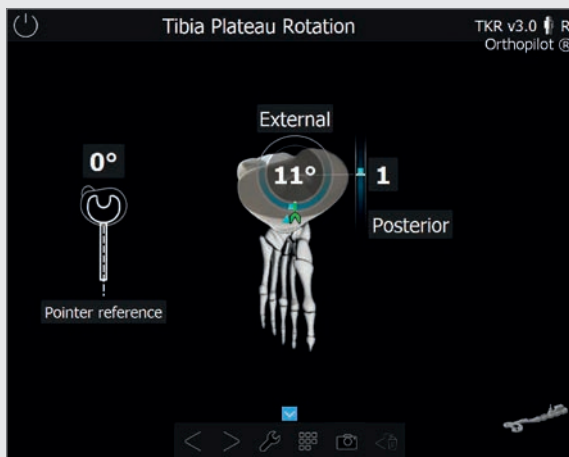 Tibia Plateau Rotation
TKR v3.0 R
Orthopilot ®
External
0°
11°
1
Posterior
Pointer reference